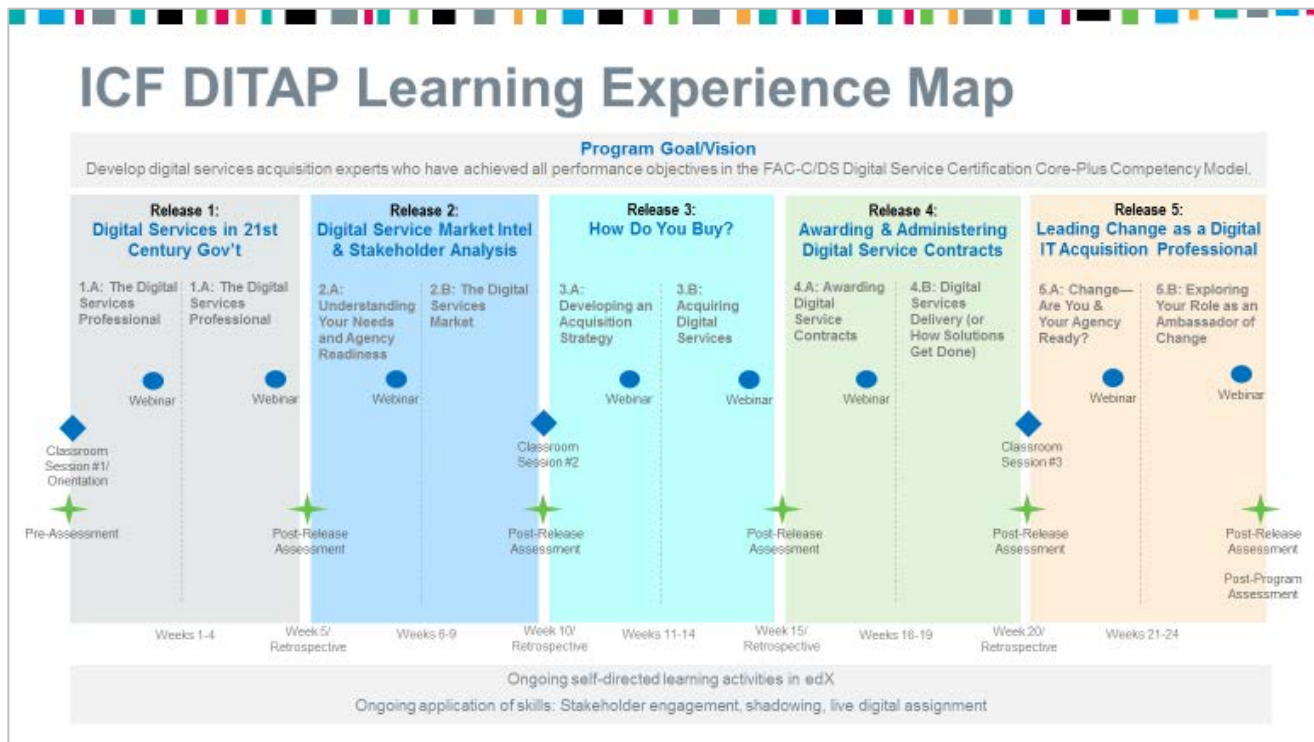 ICF DITAP Learning Experience Map
Program Goal/Vision
Develop digital services acquisition experts who have achieved all performance objectives in the FAC-C/DS Digital Service Certification Core-Plus Competency Model.
Release 1:
Digital Services in 21st
Century Gov't
1.A: The Digital
Services
Professional
1.A: The Digital
Services
Professional
Webinar
Webinar
Classroom
Session #1/
Orientation
Pre-Assessment
Release 2:
Digital Service Market Intel
& Stakeholder Analysis
2.A:
Understanding
Your Needs
and Agency
Readiness
2.B: The Digital
Services
Market
Webinar
Classroom
Session #2
Post-Release
Assessment
Post-Release
Assessment
Release 3:
How Do You Buy?
3.A:
Developing an
Acquisition
Strategy
3.B:
Acquiring
Digital
Services
Webinar
Webinar
Post-Release
Assessment
Release 4:
Awarding & Administering
Digital Service Contracts
4.A: Awarding
Digital
Service
Contracts
4.B: Digital
Services
Delivery (or
How Solutions
Get Done)
Webinar
Classroom
Session #3
Post-Release
Assessment
Release 5:
Leading Change as a Digital
IT Acquisition Professional
5.A: Change—
Are You &
Your Agency
Ready?
5.B: Exploring
Your Role as an
Ambassador of
Change
Webinar
Webinar
Post-Release
Assessment
Post-Program
Assessment
Weeks 1-4
Week 5/
Retrospective
Weeks 6-9
Week 10/
Retrospective
Weeks 11-14
Week 15/
Retrospective
Weeks 16-19
Week 20/
Retrospective
Weeks 21-24
Ongoing self-directed learning activities in edX
Ongoing application of skills: Stakeholder engagement, shadowing, live digital assignment